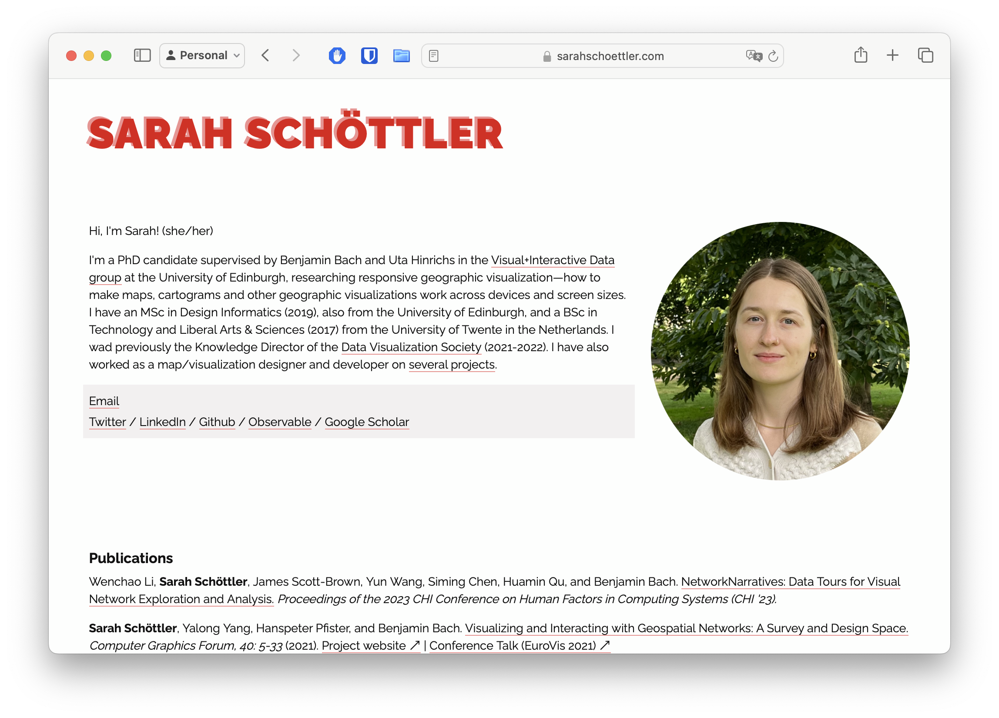 Personal
sarahschoettler.com
SARAH SCHÖTTLER
Hi, I'm Sarah! (she/her)
I'm a PhD candidate supervised by Benjamin Bach and Uta Hinrichs in the Visual+Interactive Data
group at the University of Edinburgh, researching responsive geographic visualization—how to
make maps, cartograms and other geographic visualizations work across devices and screen sizes.
I have an MSc in Design Informatics (2019), also from the University of Edinburgh, and a BSc in
Technology and Liberal Arts & Sciences (2017) from the University of Twente in the Netherlands. I
wad previously the Knowledge Director of the Data Visualization Society (2021-2022). I have also
worked as a map/visualization designer and developer on several projects.
Email
Twitter / LinkedIn / Github / Observable / Google Scholar
Publications
Wenchao Li, Sarah Schöttler, James Scott-Brown, Yun Wang, Siming Chen, Huamin Qu, and Benjamin Bach. NetworkNarratives: Data Tours for Visual
Network Exploration and Analysis. Proceedings of the 2023 CHI Conference on Human Factors in Computing Systems (CHI '23).
Sarah Schöttler, Yalong Yang, Hanspeter Pfister, and Benjamin Bach. Visualizing and Interacting with Geospatial Networks: A Survey and Design Space.
Computer Graphics Forum, 40: 5-33 (2021). Project website ↗ | Conference Talk (EuroVis 2021) ↗